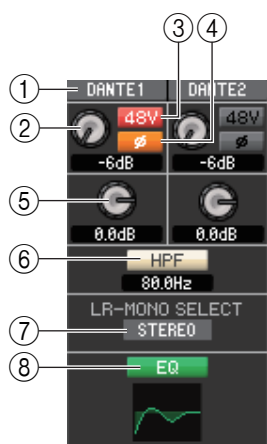 ③ ④
① DANTE1 DANTE2
② 48V 48V
ø ø
-6dB -6dB
⑤
0.0dB 0.0dB
⑥ HPF
80.0Hz
LR-MONO SELECT
⑦ STEREO
⑧ EQ